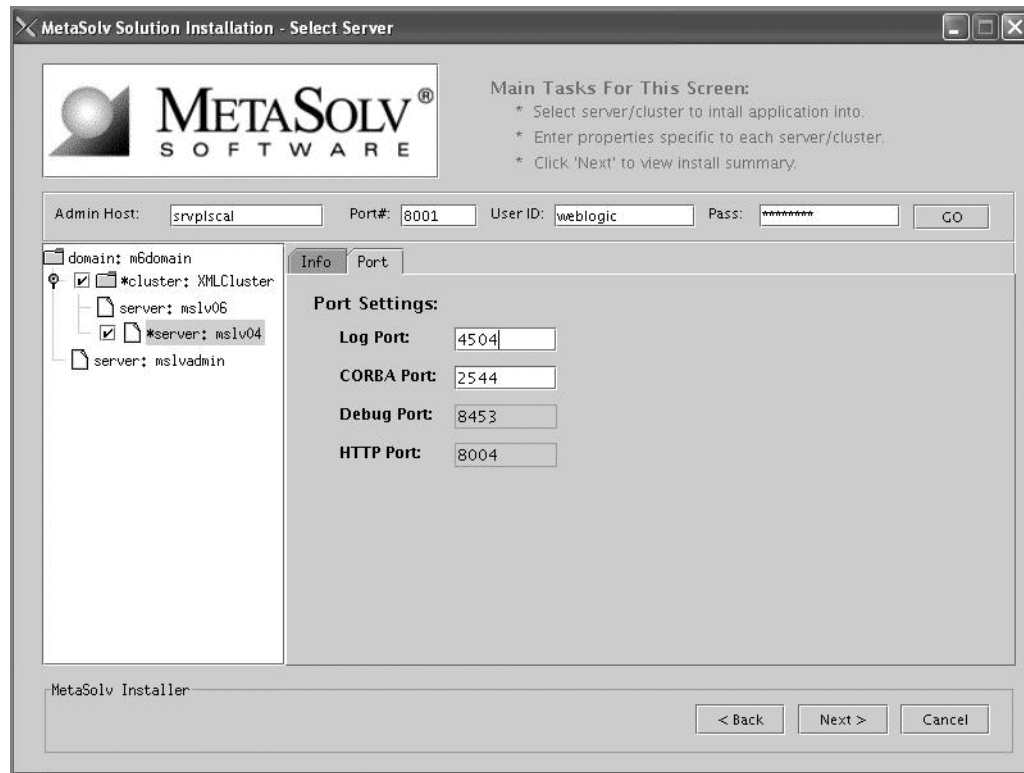 MetaSolv Solution Installation - Select Server
METASOLV®
SOFTWARE
Main Tasks For This Screen:
* Select server/cluster to intall application into.
* Enter properties specific to each server/cluster.
* Click 'Next' to view install summary.
Admin Host: srvplscal Port#: 8001 User ID: weblogic Pass: ******** GO
domain: m6domain
*cluster: XMLCluster
server: mslv06
*server: mslv04
server: mslvadmin
Info Port
Port Settings:
Log Port: 4504
CORBA Port: 2544
Debug Port: 8453
HTTP Port: 8004
MetaSolv Installer
< Back Next > Cancel